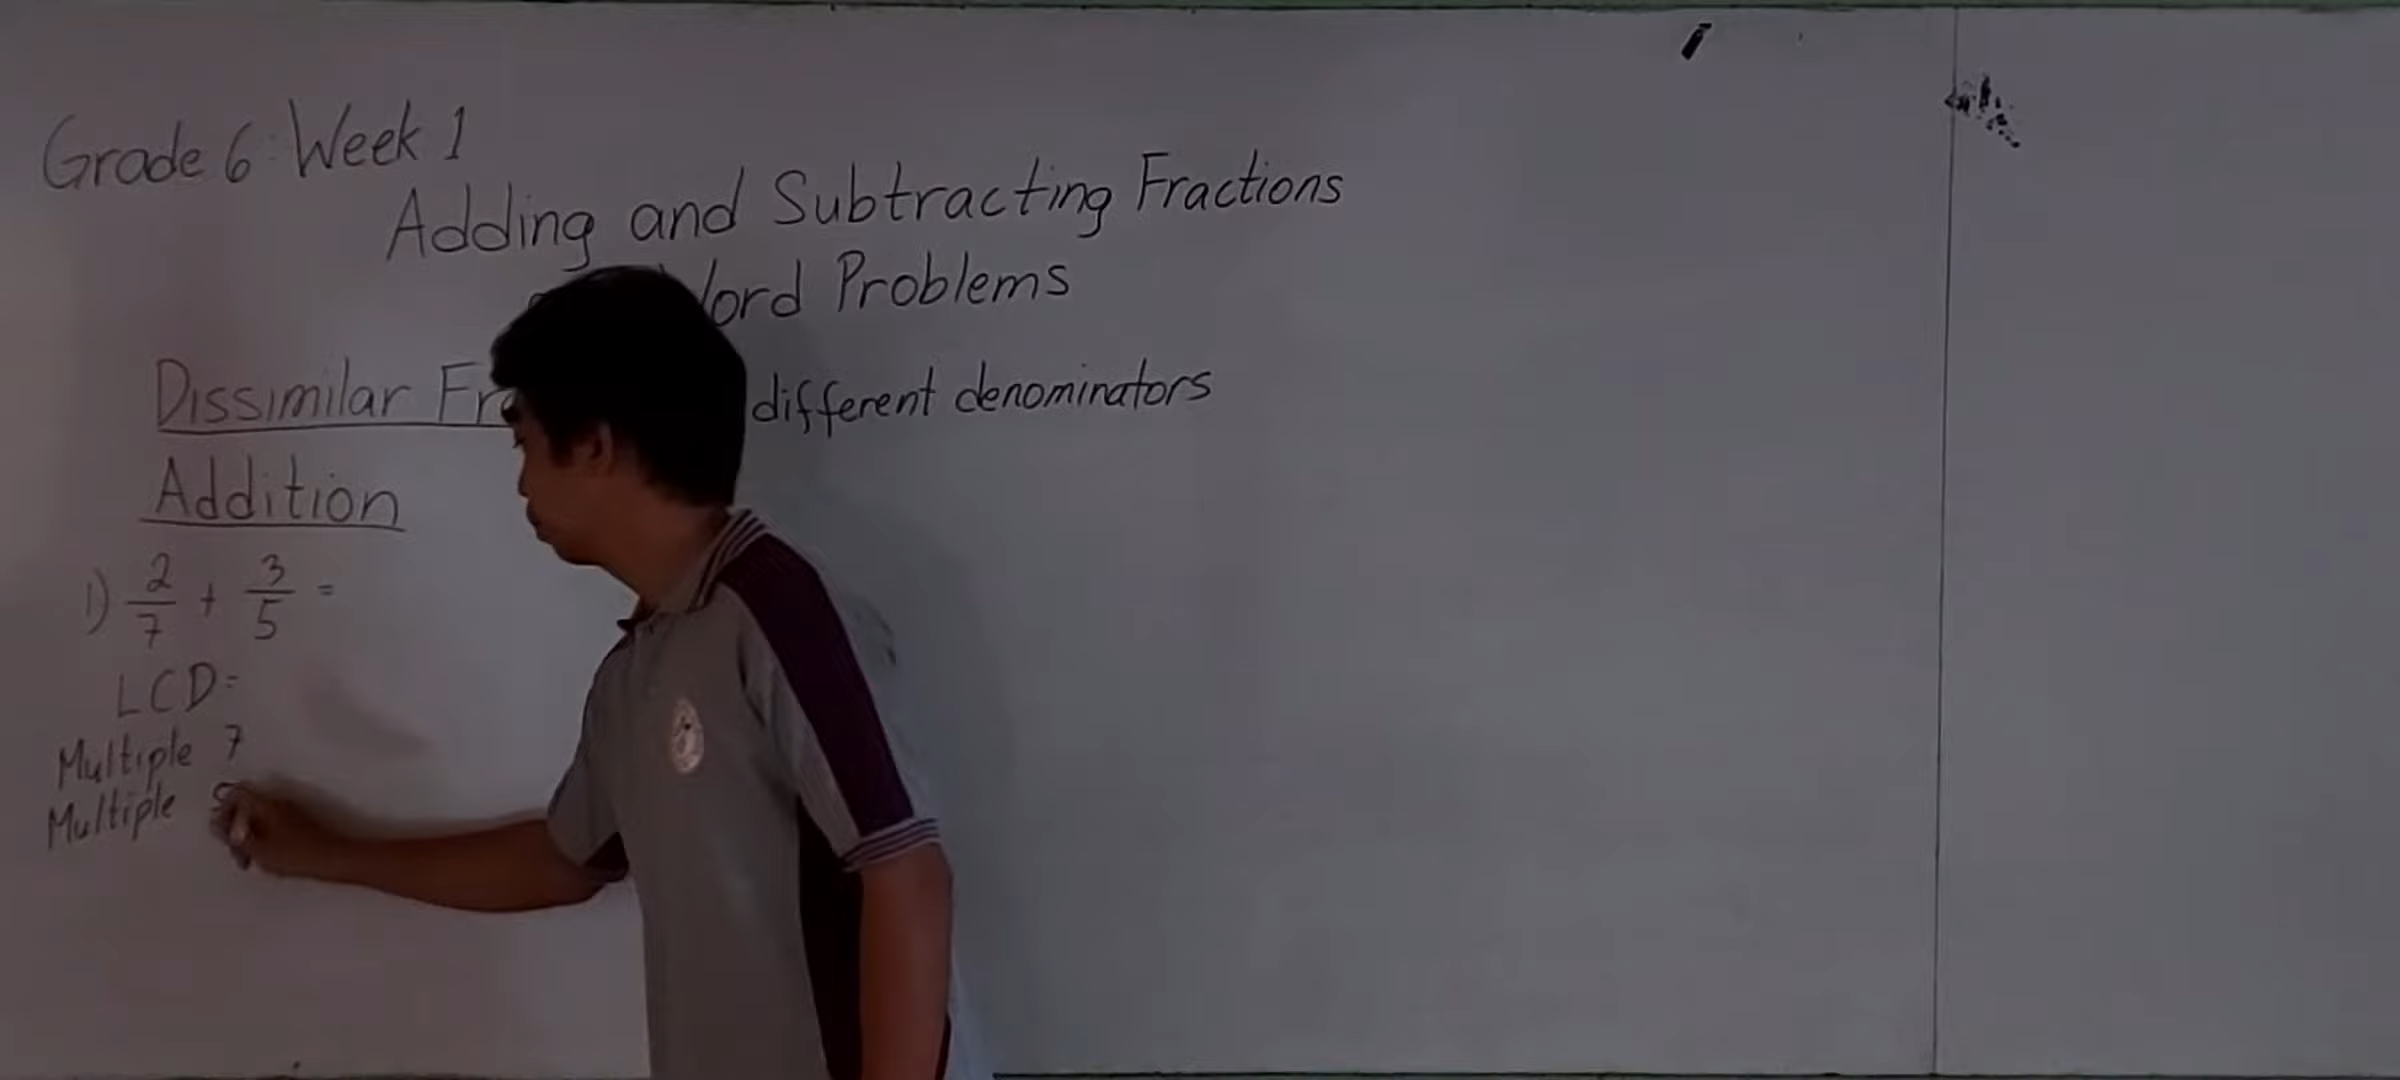 Grade 6: Week 1
Adding and Subtracting Fractions
Problems
Dissimilar different denominators
Addition
1) 2/7 + 3/5 =
LCD=
Multiple 7
Multiple